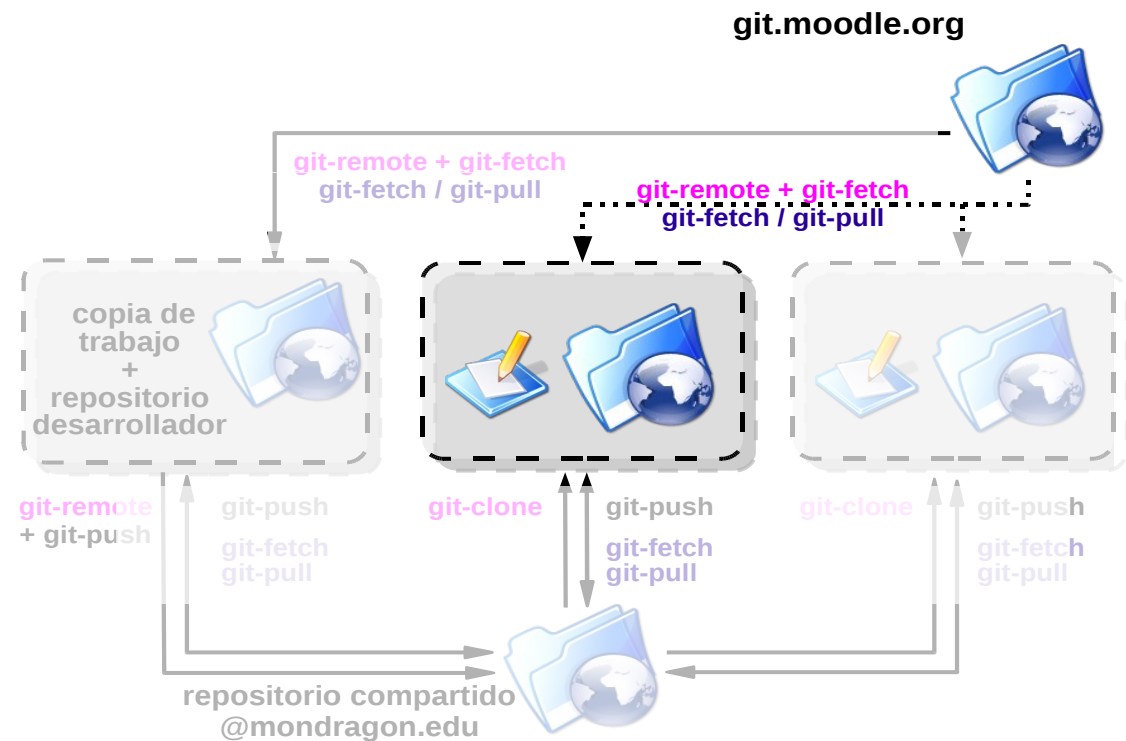 git.moodle.org
git-remote + git-fetch
git-fetch / git-pull
git-remote + git-fetch
git-fetch / git-pull
copia de
trabajo
+
repositorio
desarrollador
git-remote
+ git-push
git-push
git-fetch
git-pull
git-clone
git-push
git-fetch
git-pull
git-clone
git-push
git-fetch
git-pull
repositorio compartido
@mondragon.edu